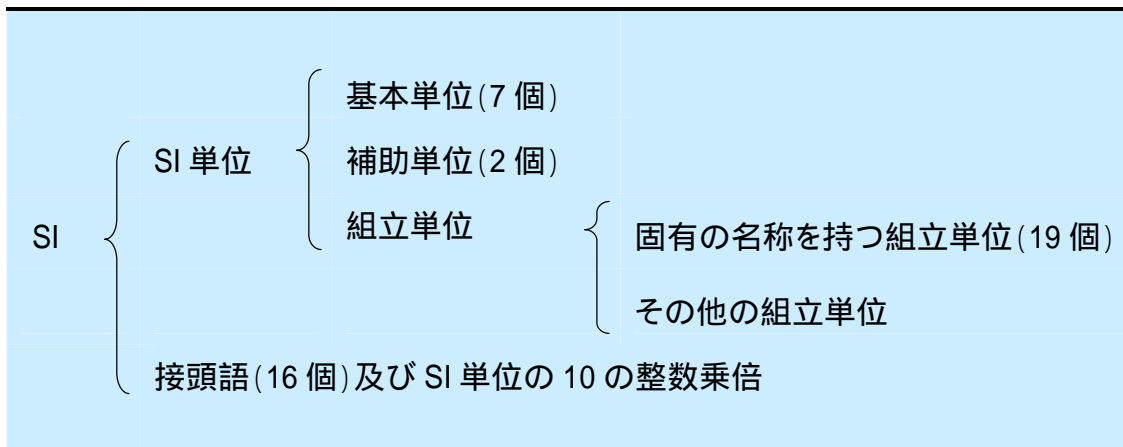 基本単位(7 個)
SI 単位
補助単位(2 個)
組立単位
SI
固有の名称を持つ組立単位(19 個)
その他の組立単位
接頭語(16 個)及び SI 単位の 10 の整数乗倍